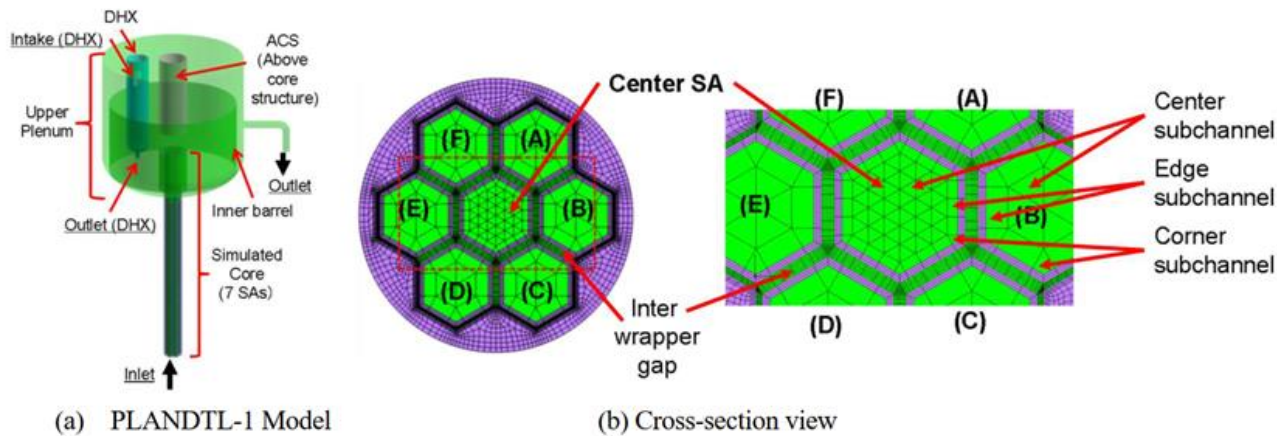 DHX
Intake (DHX)
ACS
(Above
core
structure)
Upper
Plenum
Outlet
Inner barrel
Outlet (DHX)
Simulated
Core
(7 SAs)
Inlet
(a) PLANDTL-1 Model
Center SA
(F)
(A)
(E)
(B)
(D)
(C)
Inter
wrapper
gap
(F)
(A)
(E)
(B)
(D)
(C)
Center
subchannel
Edge
subchannel
Corner
subchannel
(b) Cross-section view